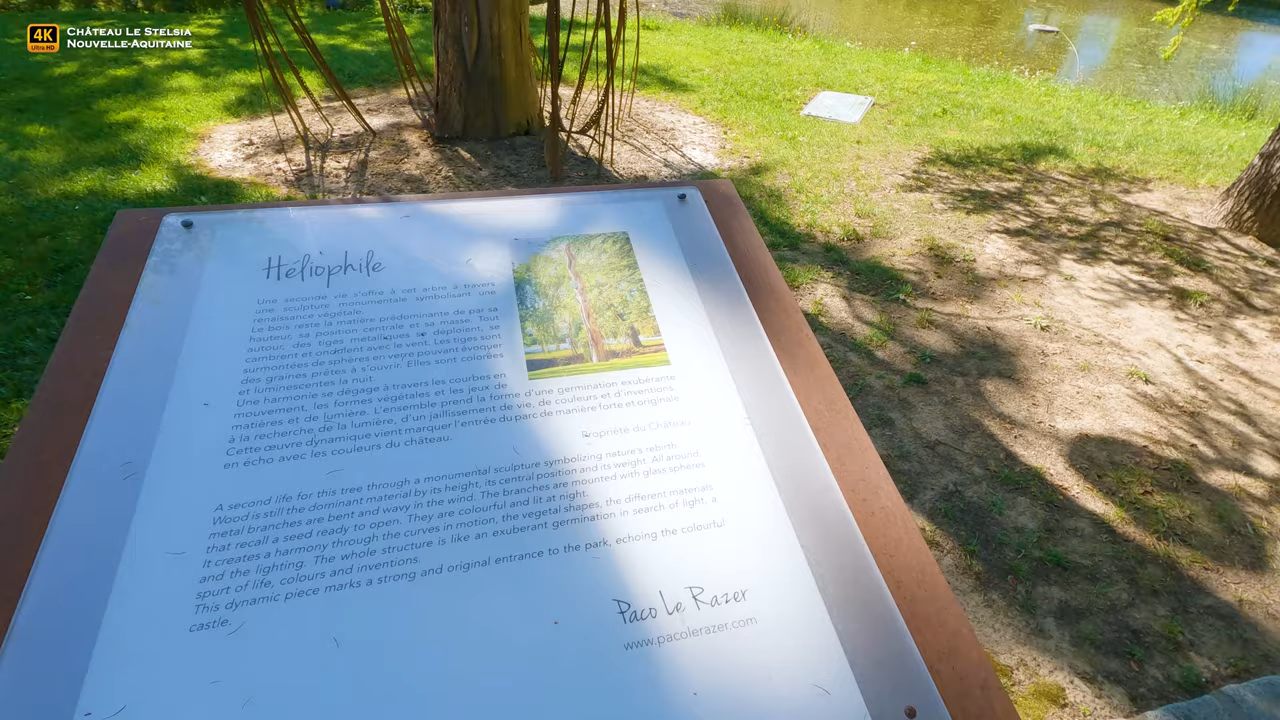 4K
Ultra HD
Château Le Stelsia
Nouvelle-Aquitaine
Héliophile
Une seconde vie s'offre à cet arbre à travers
une sculpture monumentale symbolisant une
renaissance végétale.
Le bois reste la matière prédominante de par sa
hauteur, sa position centrale et sa masse. Tout
autour, des tiges métalliques se déploient, se
cambrent et ondulent avec le vent. Les tiges sont
surmontées de sphères en verre pouvant évoquer
des graines prêtes à s'ouvrir. Elles sont colorées
et luminescentes la nuit.
Une harmonie se dégage à travers les courbes en
mouvement, les formes végétales et les jeux de
matières et de lumière. L'ensemble prend la forme d'une germination exubérante
à la recherche de la lumière, d'un jaillissement de vie, de couleurs et d'inventions.
Cette œuvre dynamique vient marquer l'entrée du parc de manière forte et originale
en écho avec les couleurs du château.
Propriété du Château
A second life for this tree through a monumental sculpture symbolizing nature's rebirth
Wood is still the dominant material by its height, its central position and its weight. All around,
metal branches are bent and wavy in the wind. The branches are mounted with glass spheres
that recall a seed ready to open. They are colourful and lit at night.
It creates a harmony through the curves in motion, the vegetal shapes, the different materials
and the lighting. The whole structure is like an exuberant germination in search of light, a
spurt of life, colours and inventions.
This dynamic piece marks a strong and original entrance to the park, echoing the colourful
castle.
Paco Le Razer
www.pacolerazer.com